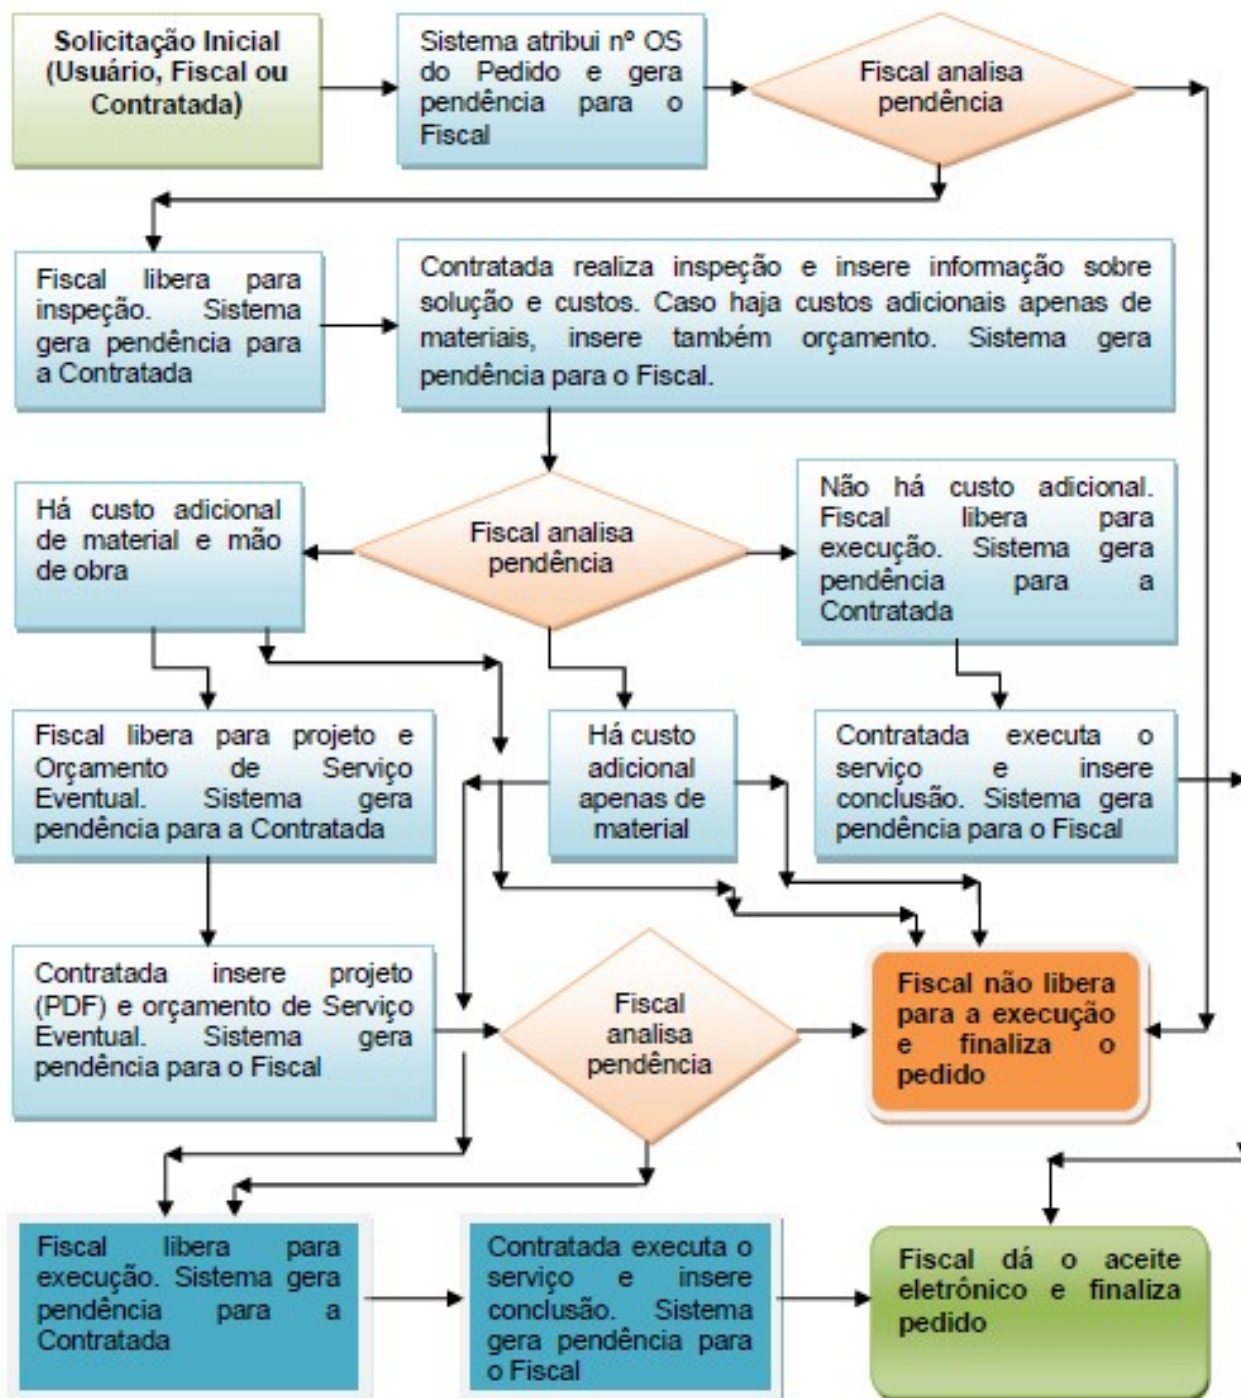 Solicitação Inicial
(Usuário, Fiscal ou
Contratada)
Sistema atribui nº OS
do Pedido e gera
pendência para o
Fiscal
Fiscal analisa
pendência
Fiscal libera para
inspeção. Sistema
gera pendência para
a Contratada
Contratada realiza inspeção e insere informação sobre
solução e custos. Caso haja custos adicionais apenas de
materiais, insere também orçamento. Sistema gera
pendência para o Fiscal.
Há custo adicional
de material e mão
de obra
Fiscal analisa
pendência
Não há custo adicional.
Fiscal libera para
execução. Sistema gera
pendência para a
Contratada
Fiscal libera para projeto e
Orçamento de Serviço
Eventual. Sistema gera
pendência para a Contratada
Há custo
adicional
apenas de
material
Contratada executa o
serviço e insere
conclusão. Sistema gera
pendência para o Fiscal
Contratada insere projeto
(PDF) e orçamento de Serviço
Eventual. Sistema gera
pendência para o Fiscal
Fiscal
analisa
pendência
Fiscal não libera
para a execução
e finaliza o
pedido
Fiscal libera para
execução. Sistema gera
pendência para a
Contratada
Contratada executa o
serviço e insere
conclusão. Sistema
gera pendência para
o Fiscal
Fiscal dá o aceite
eletrônico e finaliza
pedido